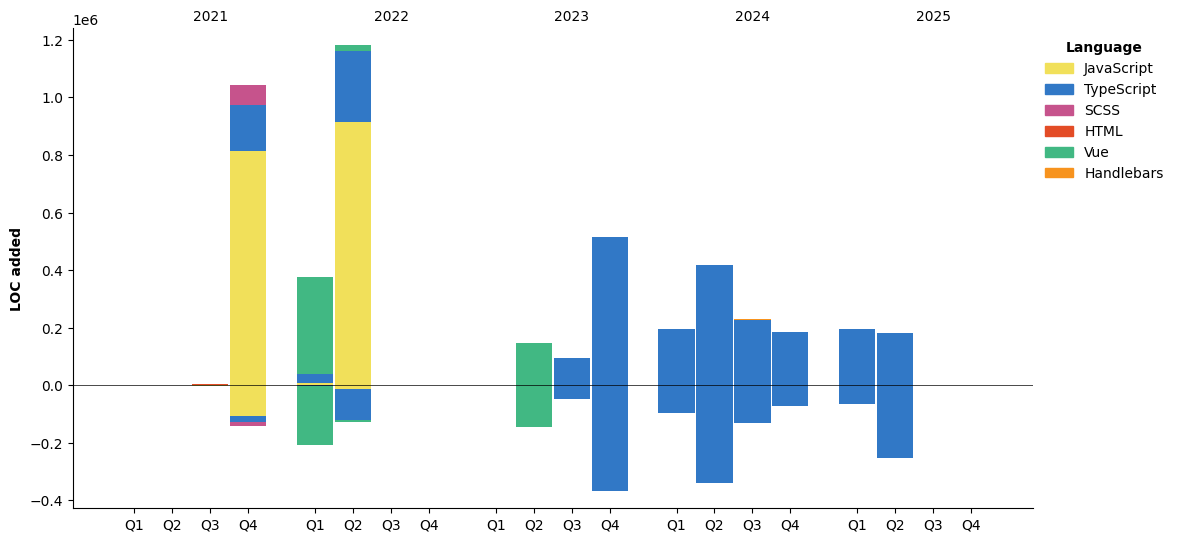 2021 2022 2023 2024 2025
1e6
1.2
1.0
0.8
0.6
0.4
0.2
0.0
−0.2
−0.4
LOC added
Q1 Q2 Q3 Q4 Q1 Q2 Q3 Q4 Q1 Q2 Q3 Q4 Q1 Q2 Q3 Q4 Q1 Q2 Q3 Q4
Language
JavaScript
TypeScript
SCSS
HTML
Vue
Handlebars